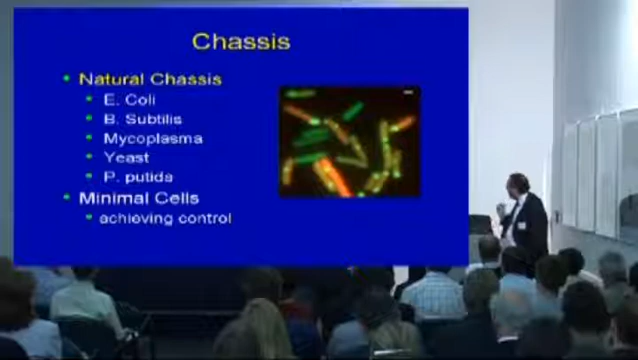 Chassis
Natural Chassis
E. Coli
B. Subtilis
Mycoplasma
Yeast
P. putida
Minimal Cells
achieving control